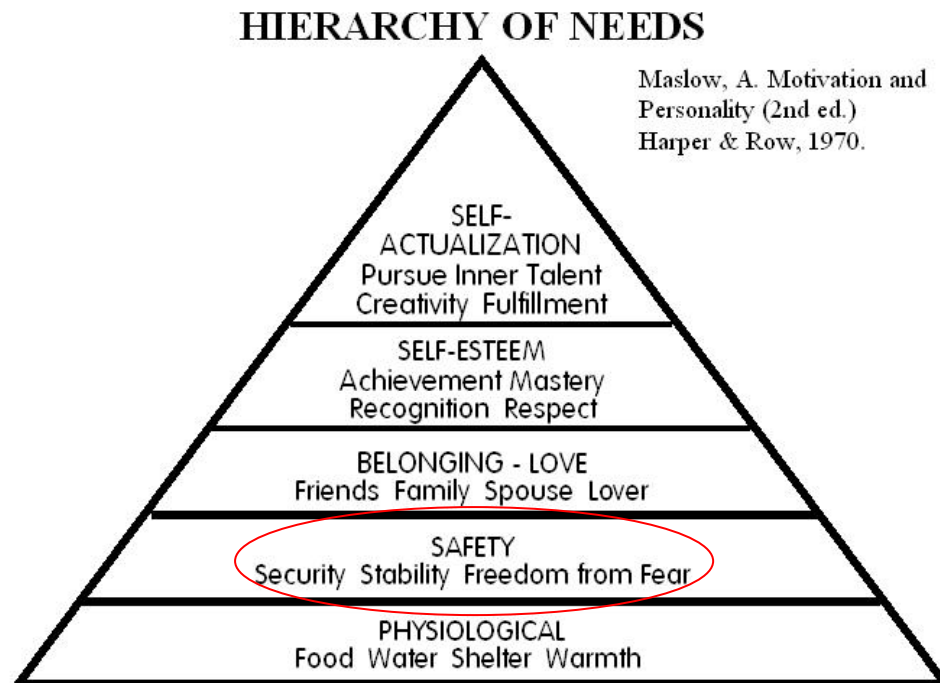 HIERARCHY OF NEEDS
Maslow, A. Motivation and
Personality (2nd ed.)
Harper & Row, 1970.
SELF-
ACTUALIZATION
Pursue Inner Talent
Creativity Fulfillment
SELF-ESTEEM
Achievement Mastery
Recognition Respect
BELONGING - LOVE
Friends Family Spouse Lover
SAFETY
Security Stability Freedom from Fear
PHYSIOLOGICAL
Food Water Shelter Warmth